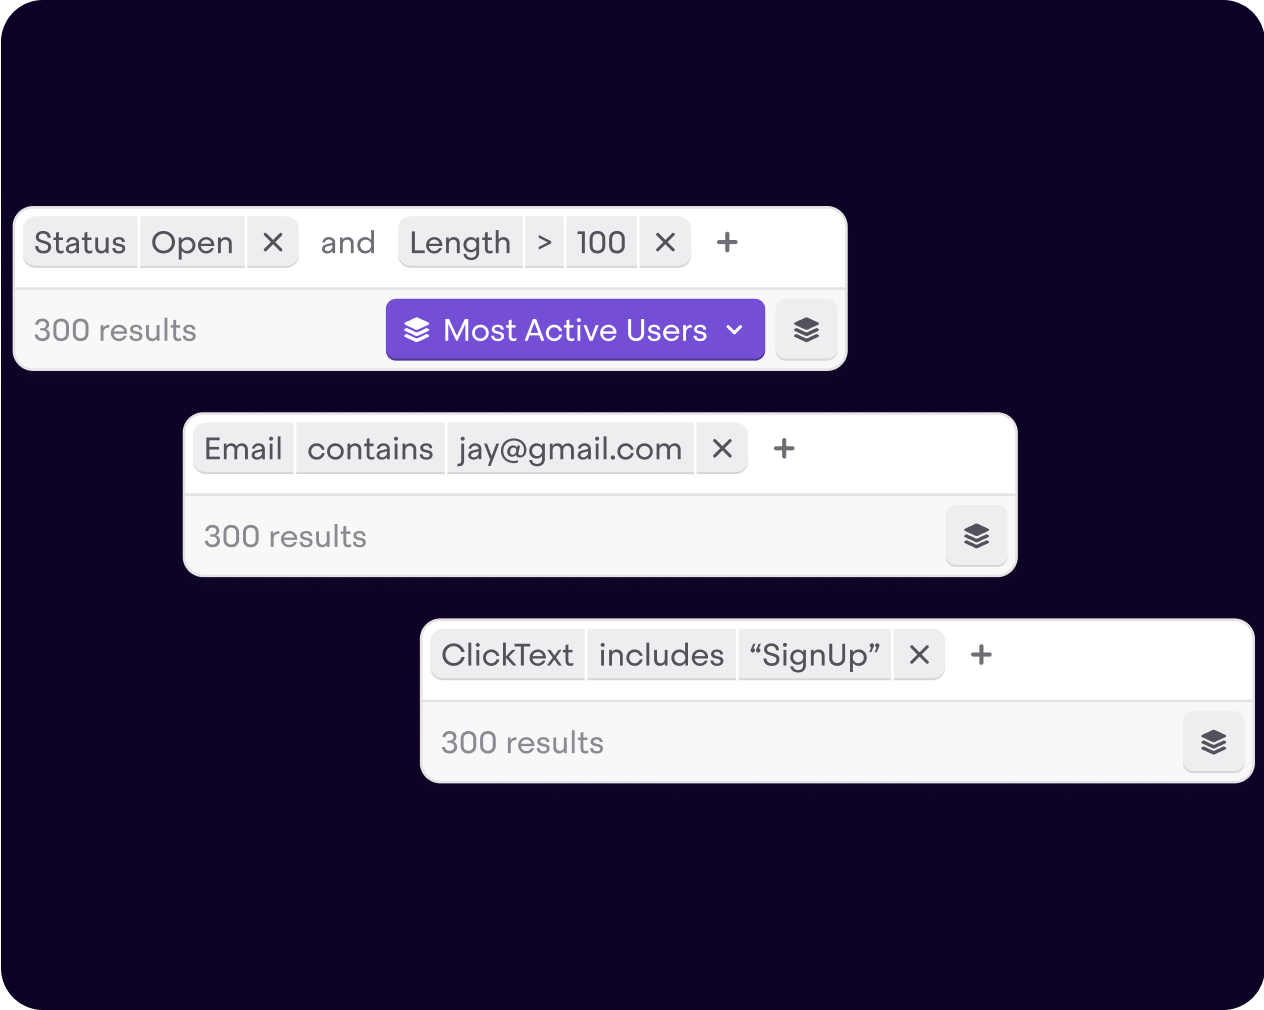 Status Open × and Length > 100 × +
300 results Most Active Users
Email contains jay@gmail.com × +
300 results
ClickText includes “SignUp” × +
300 results